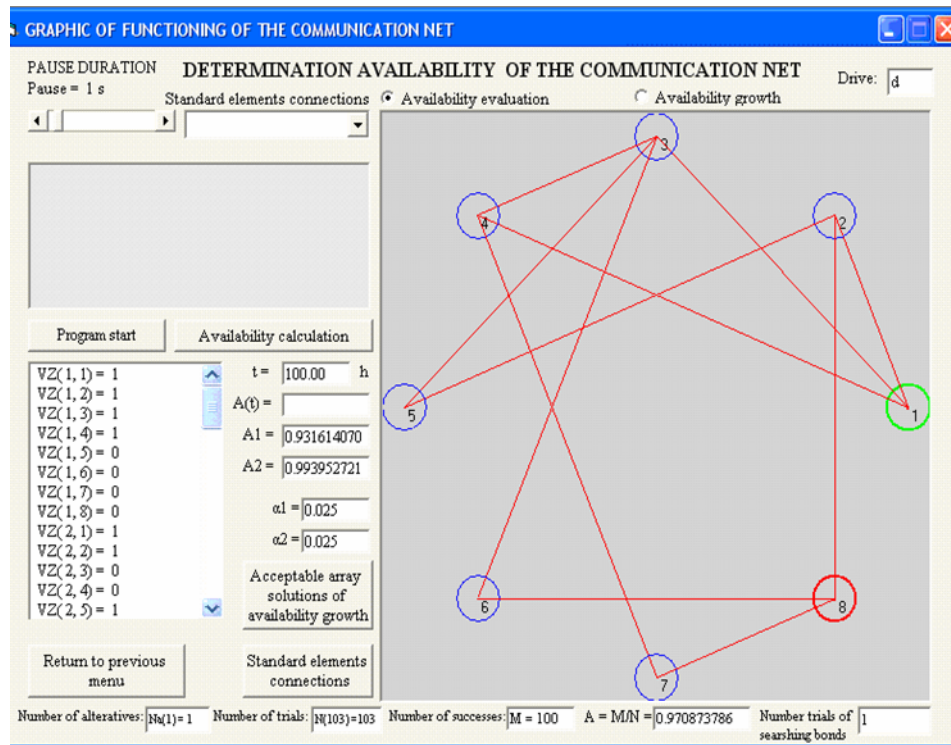 GRAPHIC OF FUNCTIONING OF THE COMMUNICATION NET
PAUSE DURATION
Pause = 1 s
DETERMINATION AVAILABILITY OF THE COMMUNICATION NET
Drive: d
Standard elements connections
Availability evaluation
Availability growth
3
4
2
5
1
6
8
7
Program start
Availability calculation
VZ(1, 1) = 1
VZ(1, 2) = 1
VZ(1, 3) = 1
VZ(1, 4) = 1
VZ(1, 5) = 0
VZ(1, 6) = 0
VZ(1, 7) = 0
VZ(1, 8) = 0
VZ(2, 1) = 1
VZ(2, 2) = 1
VZ(2, 3) = 0
VZ(2, 4) = 0
VZ(2, 5) = 1
t = 100.00 h
A(t) =
A1 = 0.931614070
A2 = 0.993952721
α1 = 0.025
α2 = 0.025
Acceptable array
solutions of
availability growth
Return to previous
menu
Standard elements
connections
Number of alteratives: Na(1)= 1
Number of trials: N(103)=103
Number of successes: M = 100
A = M/N = 0.970873786
Number trials of
searshing bonds
1